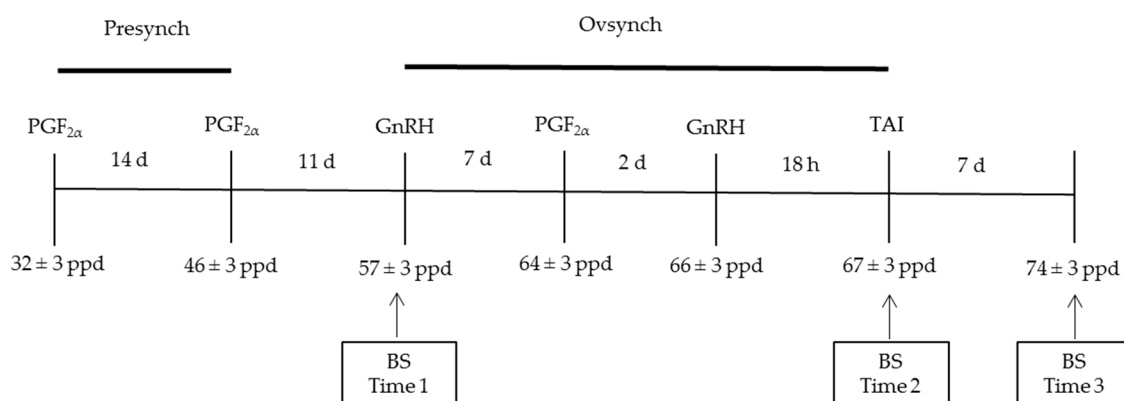 Presynch
Ovsynch
PGF2α
PGF2α
GnRH
PGF2α
GnRH
TAI
14 d
11 d
7 d
2 d
18 h
7 d
32 ± 3 ppd
46 ± 3 ppd
57 ± 3 ppd
64 ± 3 ppd
66 ± 3 ppd
67 ± 3 ppd
74 ± 3 ppd
BS
Time 1
BS
Time 2
BS
Time 3